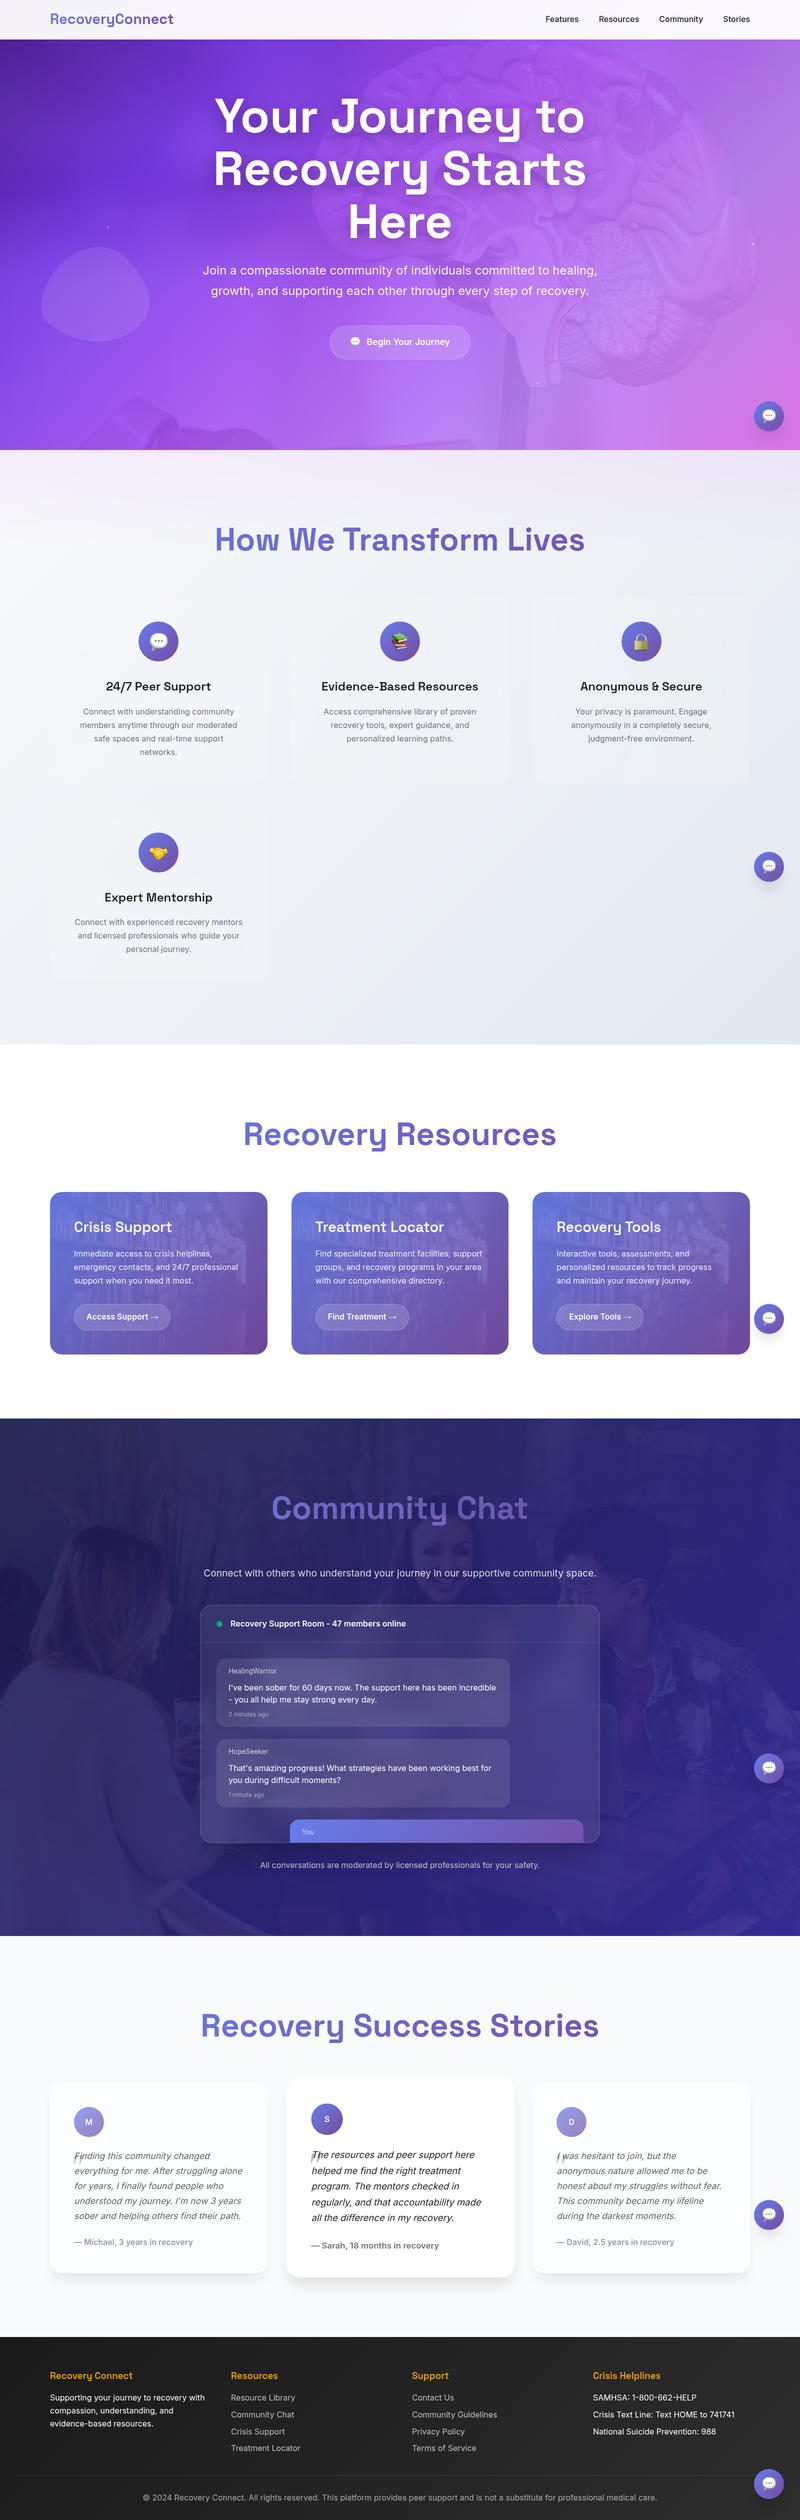 RecoveryConnect
Features
Resources
Community
Stories
Your Journey to
Recovery Starts
Here
Join a compassionate community of individuals committed to healing,
growth, and supporting each other through every step of recovery.
Begin Your Journey
How We Transform Lives
24/7 Peer Support
Connect with understanding community
members anytime through our moderated
safe spaces and real-time support
networks.
Evidence-Based Resources
Access comprehensive library of proven
recovery tools, expert guidance, and
personalized learning paths.
Anonymous & Secure
Your privacy is paramount. Engage
anonymously in a completely secure,
judgment-free environment.
Expert Mentorship
Connect with experienced recovery mentors
and licensed professionals who guide your
personal journey.
Recovery Resources
Crisis Support
Immediate access to crisis helplines,
emergency contacts, and 24/7 professional
support when you need it most.
Access Support →
Treatment Locator
Find specialized treatment facilities, support
groups, and recovery programs in your area
with our comprehensive directory.
Find Treatment →
Recovery Tools
Interactive tools, assessments, and
personalized resources to track progress
and maintain your recovery journey.
Explore Tools →
Community Chat
Connect with others who understand your journey in our supportive community space.
Recovery Support Room - 47 members online
HealingWarrior
I've been sober for 60 days now. The support here has been incredible
- you all help me stay strong every day.
2 minutes ago
HopeSeeker
That's amazing progress! What strategies have been working best for
you during difficult moments?
1 minute ago
You
All conversations are moderated by licensed professionals for your safety.
Recovery Success Stories
M
"
Finding this community changed
everything for me. After struggling alone
for years, I finally found people who
understood my journey. I'm now 3 years
sober and helping others find their path.
— Michael, 3 years in recovery
S
"
The resources and peer support here
helped me find the right treatment
program. The mentors checked in
regularly, and that accountability made
all the difference in my recovery.
— Sarah, 18 months in recovery
D
"
I was hesitant to join, but the
anonymous nature allowed me to be
honest about my struggles without fear.
This community became my lifeline
during the darkest moments.
— David, 2.5 years in recovery
Recovery Connect
Supporting your journey to recovery with
compassion, understanding, and
evidence-based resources.
Resources
Resource Library
Community Chat
Crisis Support
Treatment Locator
Support
Contact Us
Community Guidelines
Privacy Policy
Terms of Service
Crisis Helplines
SAMHSA: 1-800-662-HELP
Crisis Text Line: Text HOME to 741741
National Suicide Prevention: 988
© 2024 Recovery Connect. All rights reserved. This platform provides peer support and is not a substitute for professional medical care.